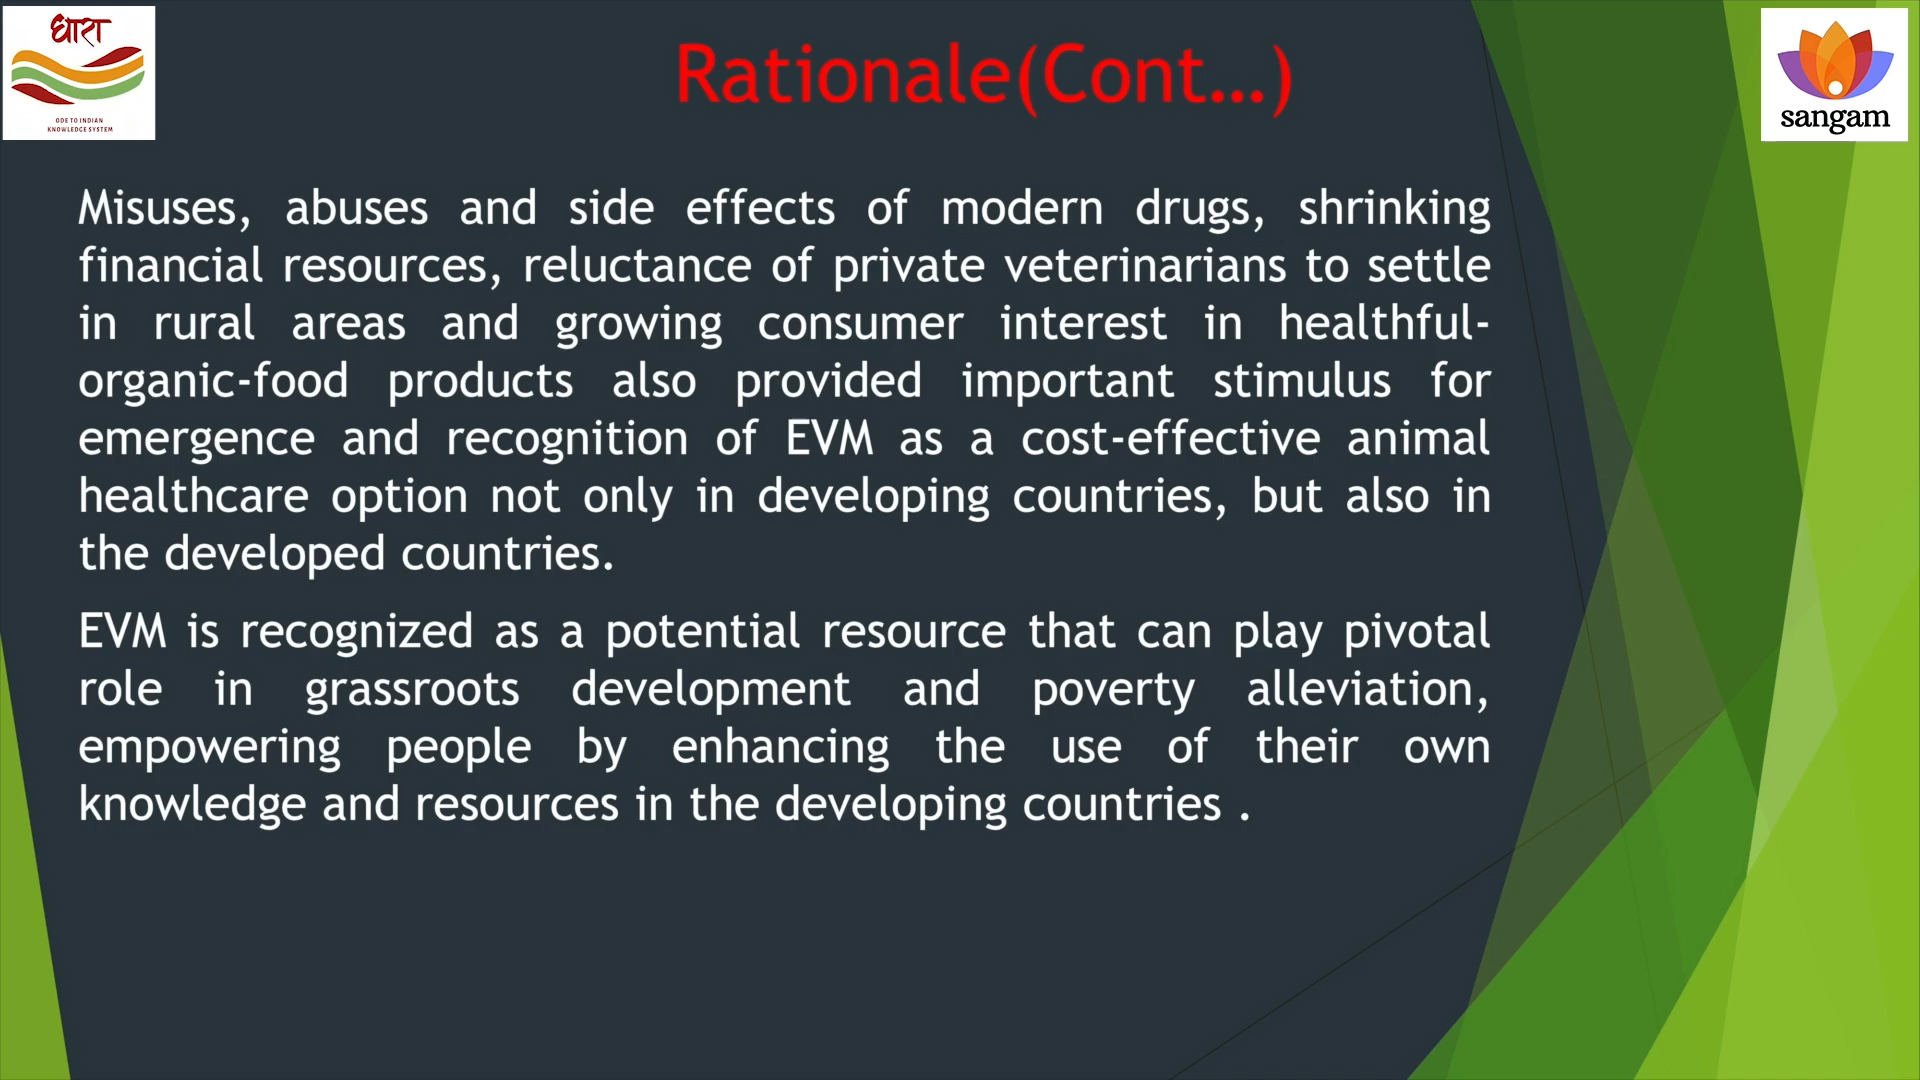 धारा
ODE TO INDIAN
KNOWLEDGE SYSTEM
Rationale(Cont…)
sangam
Misuses, abuses and side effects of modern drugs, shrinking
financial resources, reluctance of private veterinarians to settle
in rural areas and growing consumer interest in healthful-
organic-food products also provided important stimulus for
emergence and recognition of EVM as a cost-effective animal
healthcare option not only in developing countries, but also in
the developed countries.
EVM is recognized as a potential resource that can play pivotal
role in grassroots development and poverty alleviation,
empowering people by enhancing the use of their own
knowledge and resources in the developing countries .